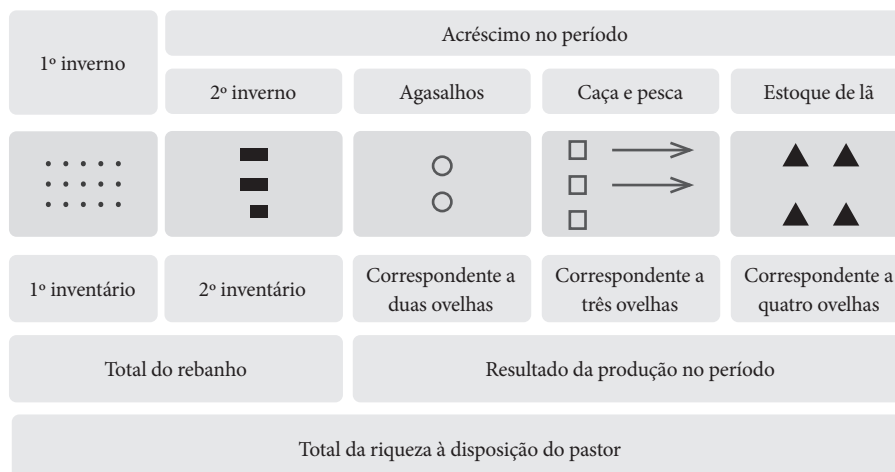 1º inverno
Acréscimo no período
2º inverno
Agasalhos
Caça e pesca
Estoque de lã
1º inventário
2º inventário
Correspondente a
duas ovelhas
Correspondente a
três ovelhas
Correspondente a
quatro ovelhas
Total do rebanho
Resultado da produção no período
Total da riqueza à disposição do pastor